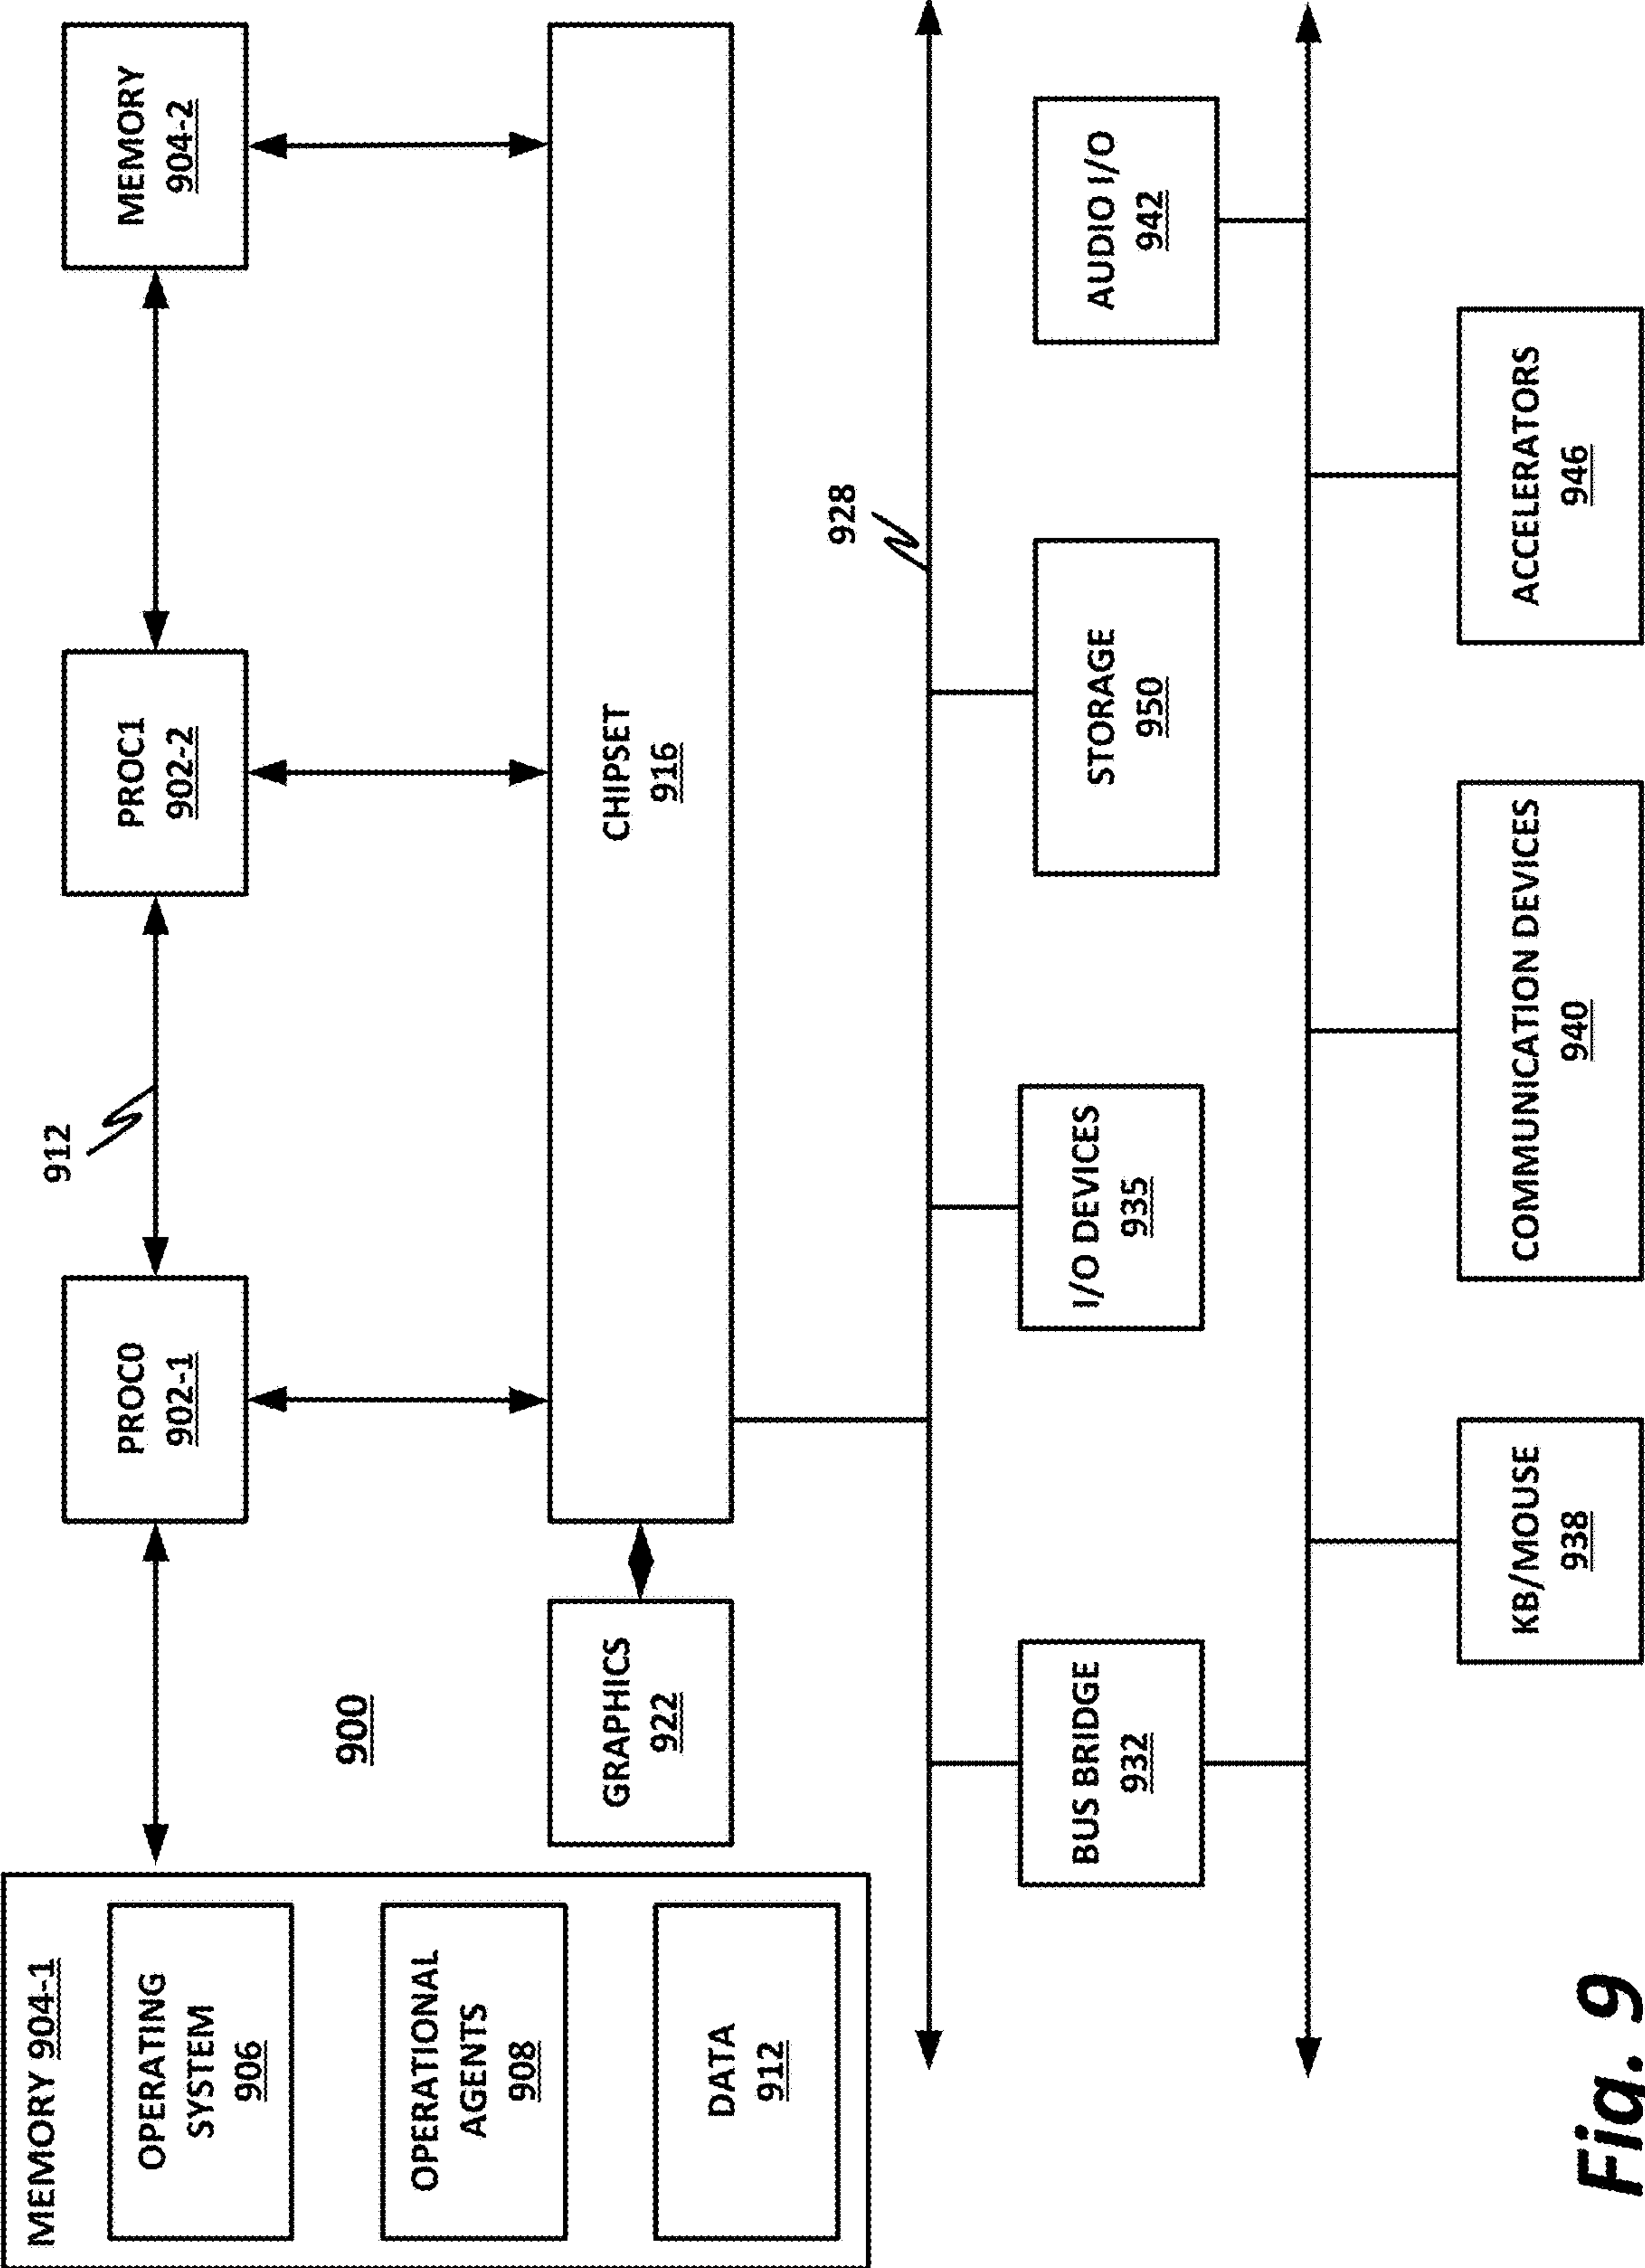 MEMORY 904-1
OPERATING
SYSTEM
906
OPERATIONAL
AGENTS
908
DATA
912
900
PROC0
902-1
912
PROC1
902-2
MEMORY
904-2
GRAPHICS
922
CHIPSET
916
928
BUS BRIDGE
932
I/O DEVICES
935
STORAGE
950
AUDIO I/O
942
KB/MOUSE
938
COMMUNICATION DEVICES
940
ACCELERATORS
946
Fig. 9